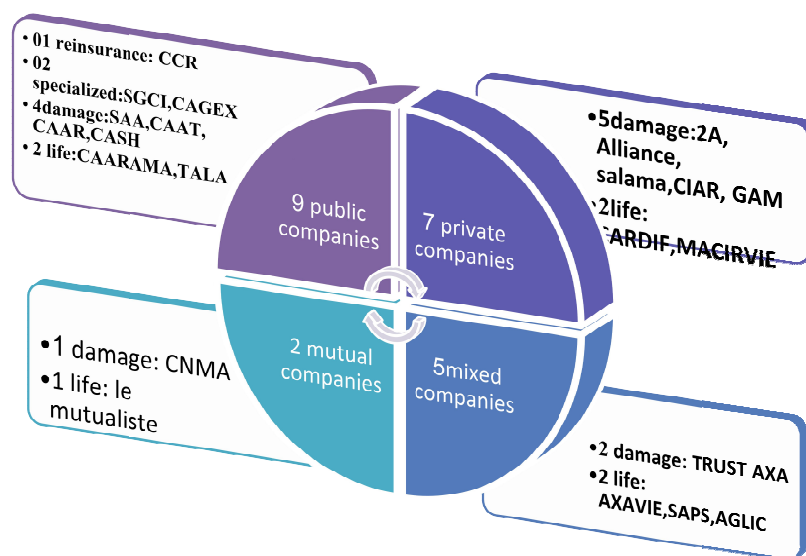 • 01 reinsurance: CCR
• 02
specialized:SGCI,CAGEX
• 4damage:SAA,CAAT,
CAAR,CASH
• 2 life:CAARAMA,TALA
•5damage:2A,
Alliance,
salama,CIAR, GAM
•2life:
CARDIF,MACIRVIE
9 public
companies
7 private
companies
2 mutual
companies
5mixed
companies
•1 damage: CNMA
•1 life: le
mutualiste
•2 damage: TRUST AXA
•2 life:
AXAVIE,SAPS,AGLIC